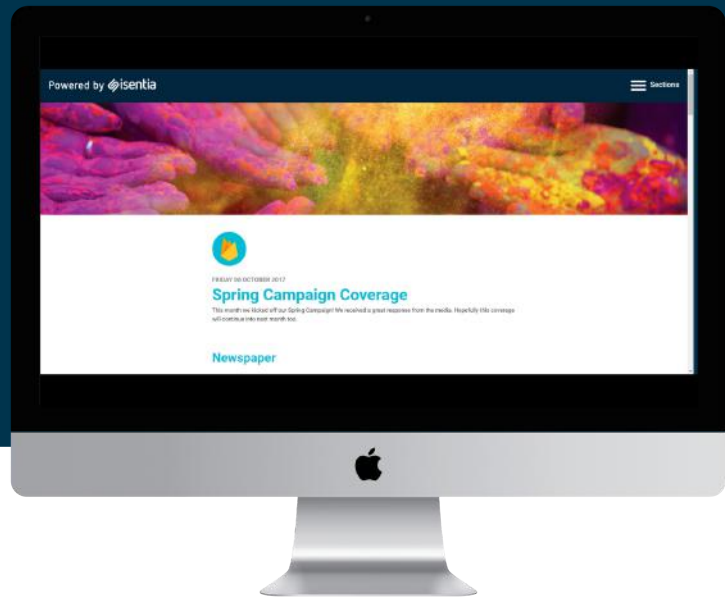 Powered by isentia
Sections
FRIDAY 06 OCTOBER 2017
Spring Campaign Coverage
This month we kicked off our Spring Campaign! We received a great response from the media. Hopefully this coverage
will continue into next month too.
Newspaper